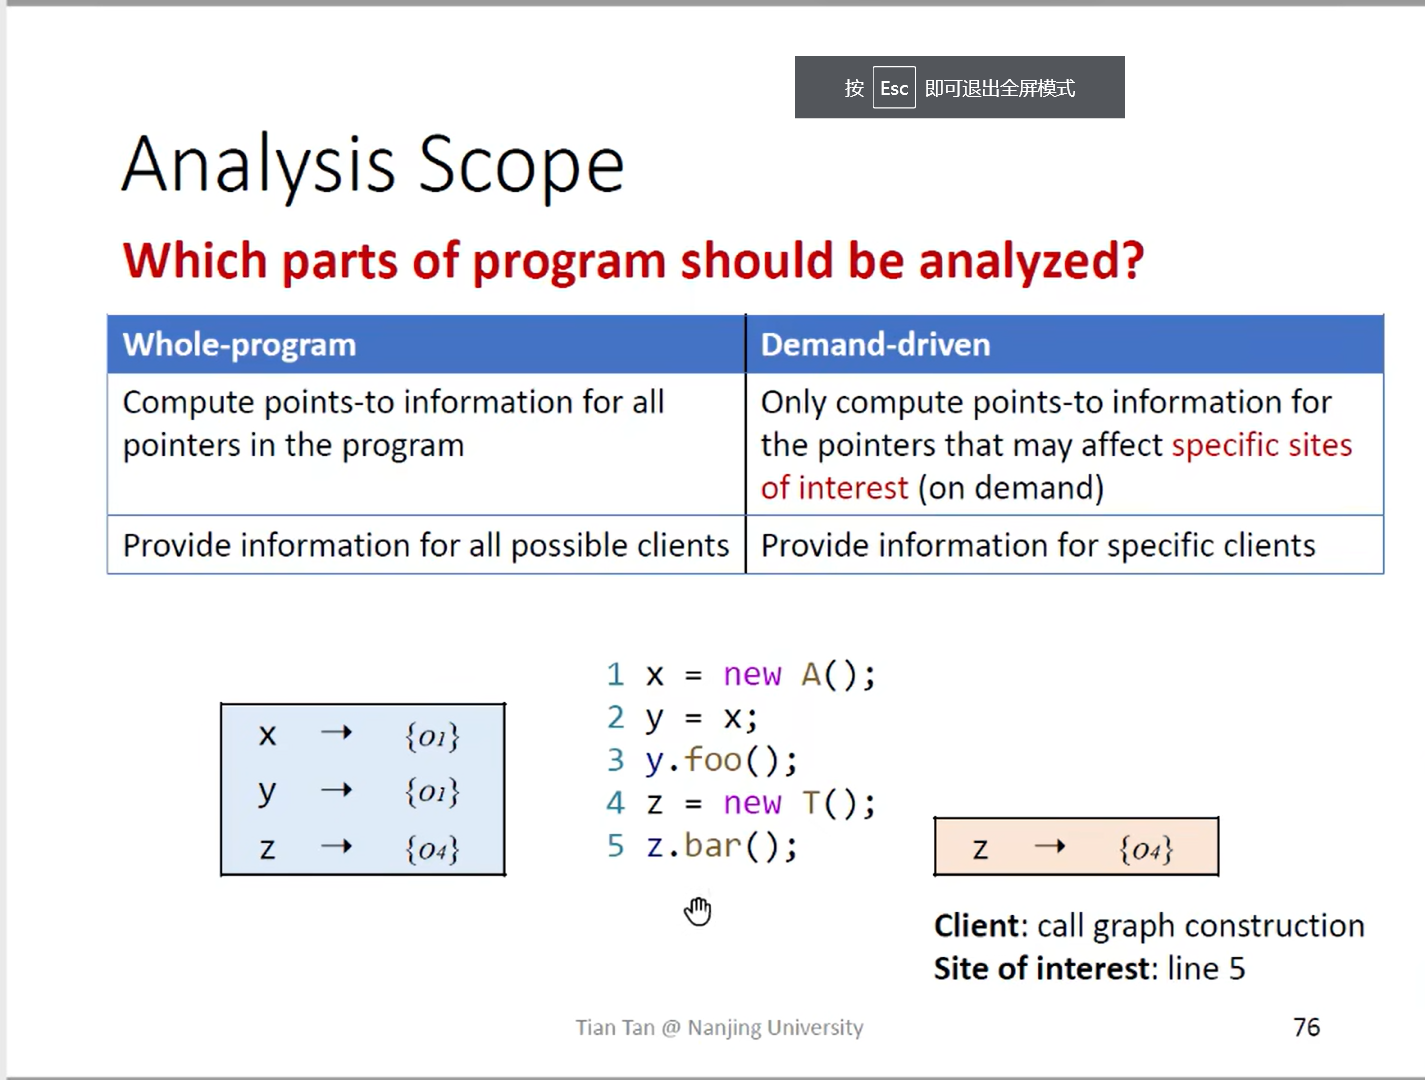 按 Esc 即可退出全屏模式
Analysis Scope
Which parts of program should be analyzed?
Whole-program
Demand-driven
Compute points-to information for all
pointers in the program
Only compute points-to information for
the pointers that may affect specific sites
of interest (on demand)
Provide information for all possible clients
Provide information for specific clients
x → {o1}
y → {o1}
z → {o4}
1 x = new A();
2 y = x;
3 y.foo();
4 z = new T();
5 z.bar();
z → {o4}
Client: call graph construction
Site of interest: line 5
Tian Tan @ Nanjing University
76